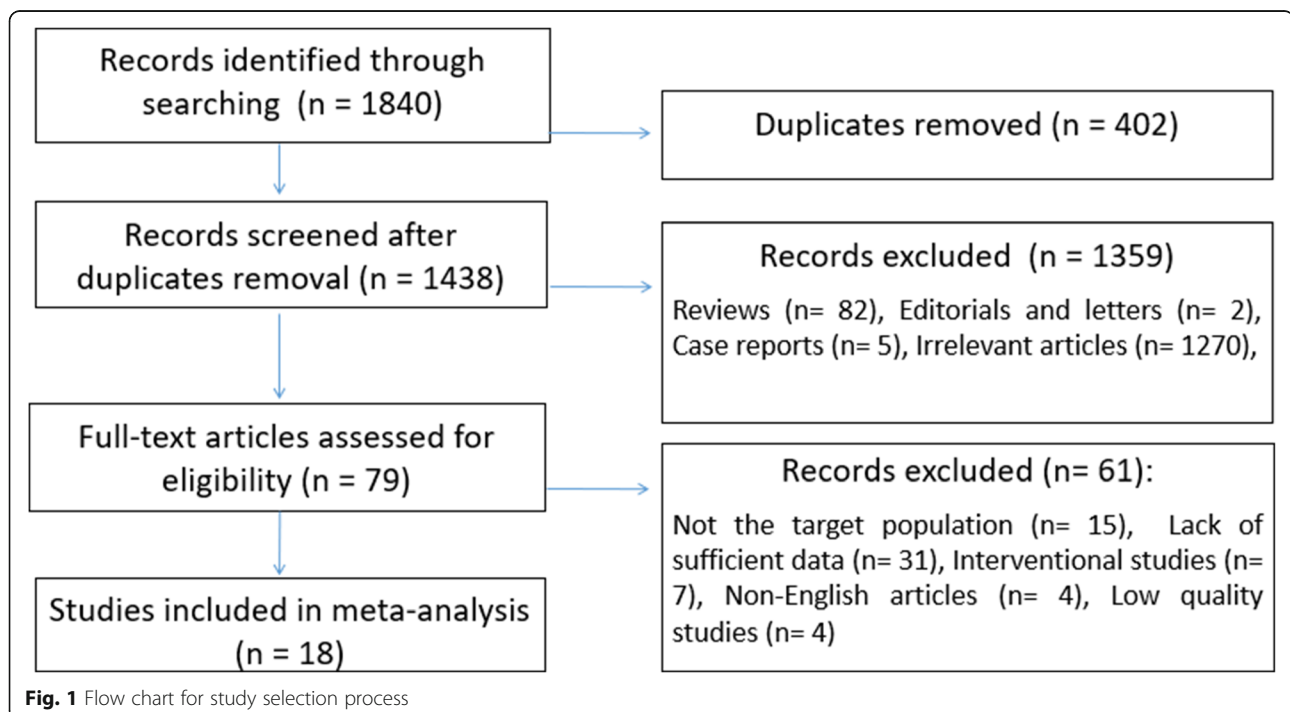 Records identified through
searching (n = 1840)
Duplicates removed (n = 402)
Records screened after
duplicates removal (n = 1438)
Records excluded (n = 1359)
Reviews (n= 82), Editorials and letters (n= 2),
Case reports (n= 5), Irrelevant articles (n= 1270),
Full-text articles assessed for
eligibility (n = 79)
Records excluded (n= 61):
Not the target population (n= 15), Lack of
sufficient data (n= 31), Interventional studies (n=
7), Non-English articles (n= 4), Low quality
studies (n= 4)
Studies included in meta-analysis
(n = 18)
Fig. 1 Flow chart for study selection process